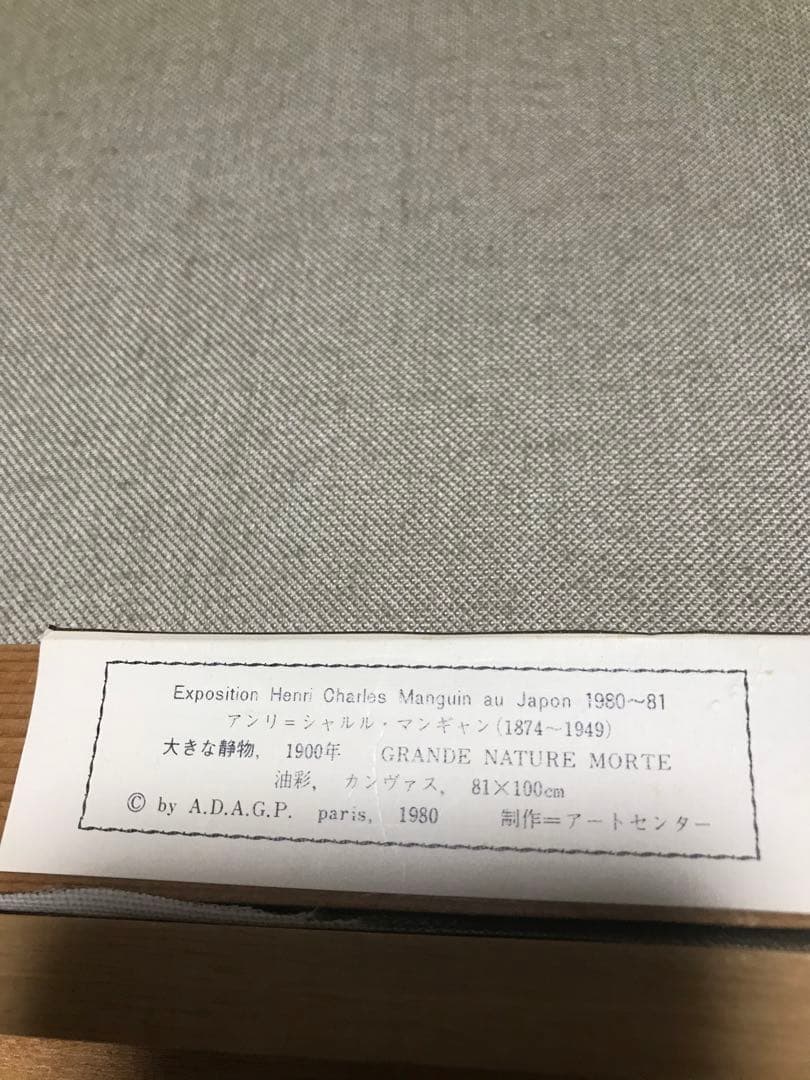 Exposition Henri Charles Manguin au Japon 1980〜81
アンリ＝シャルル・マンギャン(1874〜1949)
大きな静物, 1900年 GRANDE NATURE MORTE
油彩, カンヴァス, 81×100cm
© by A.D.A.G.P. paris, 1980 制作＝アートセンター